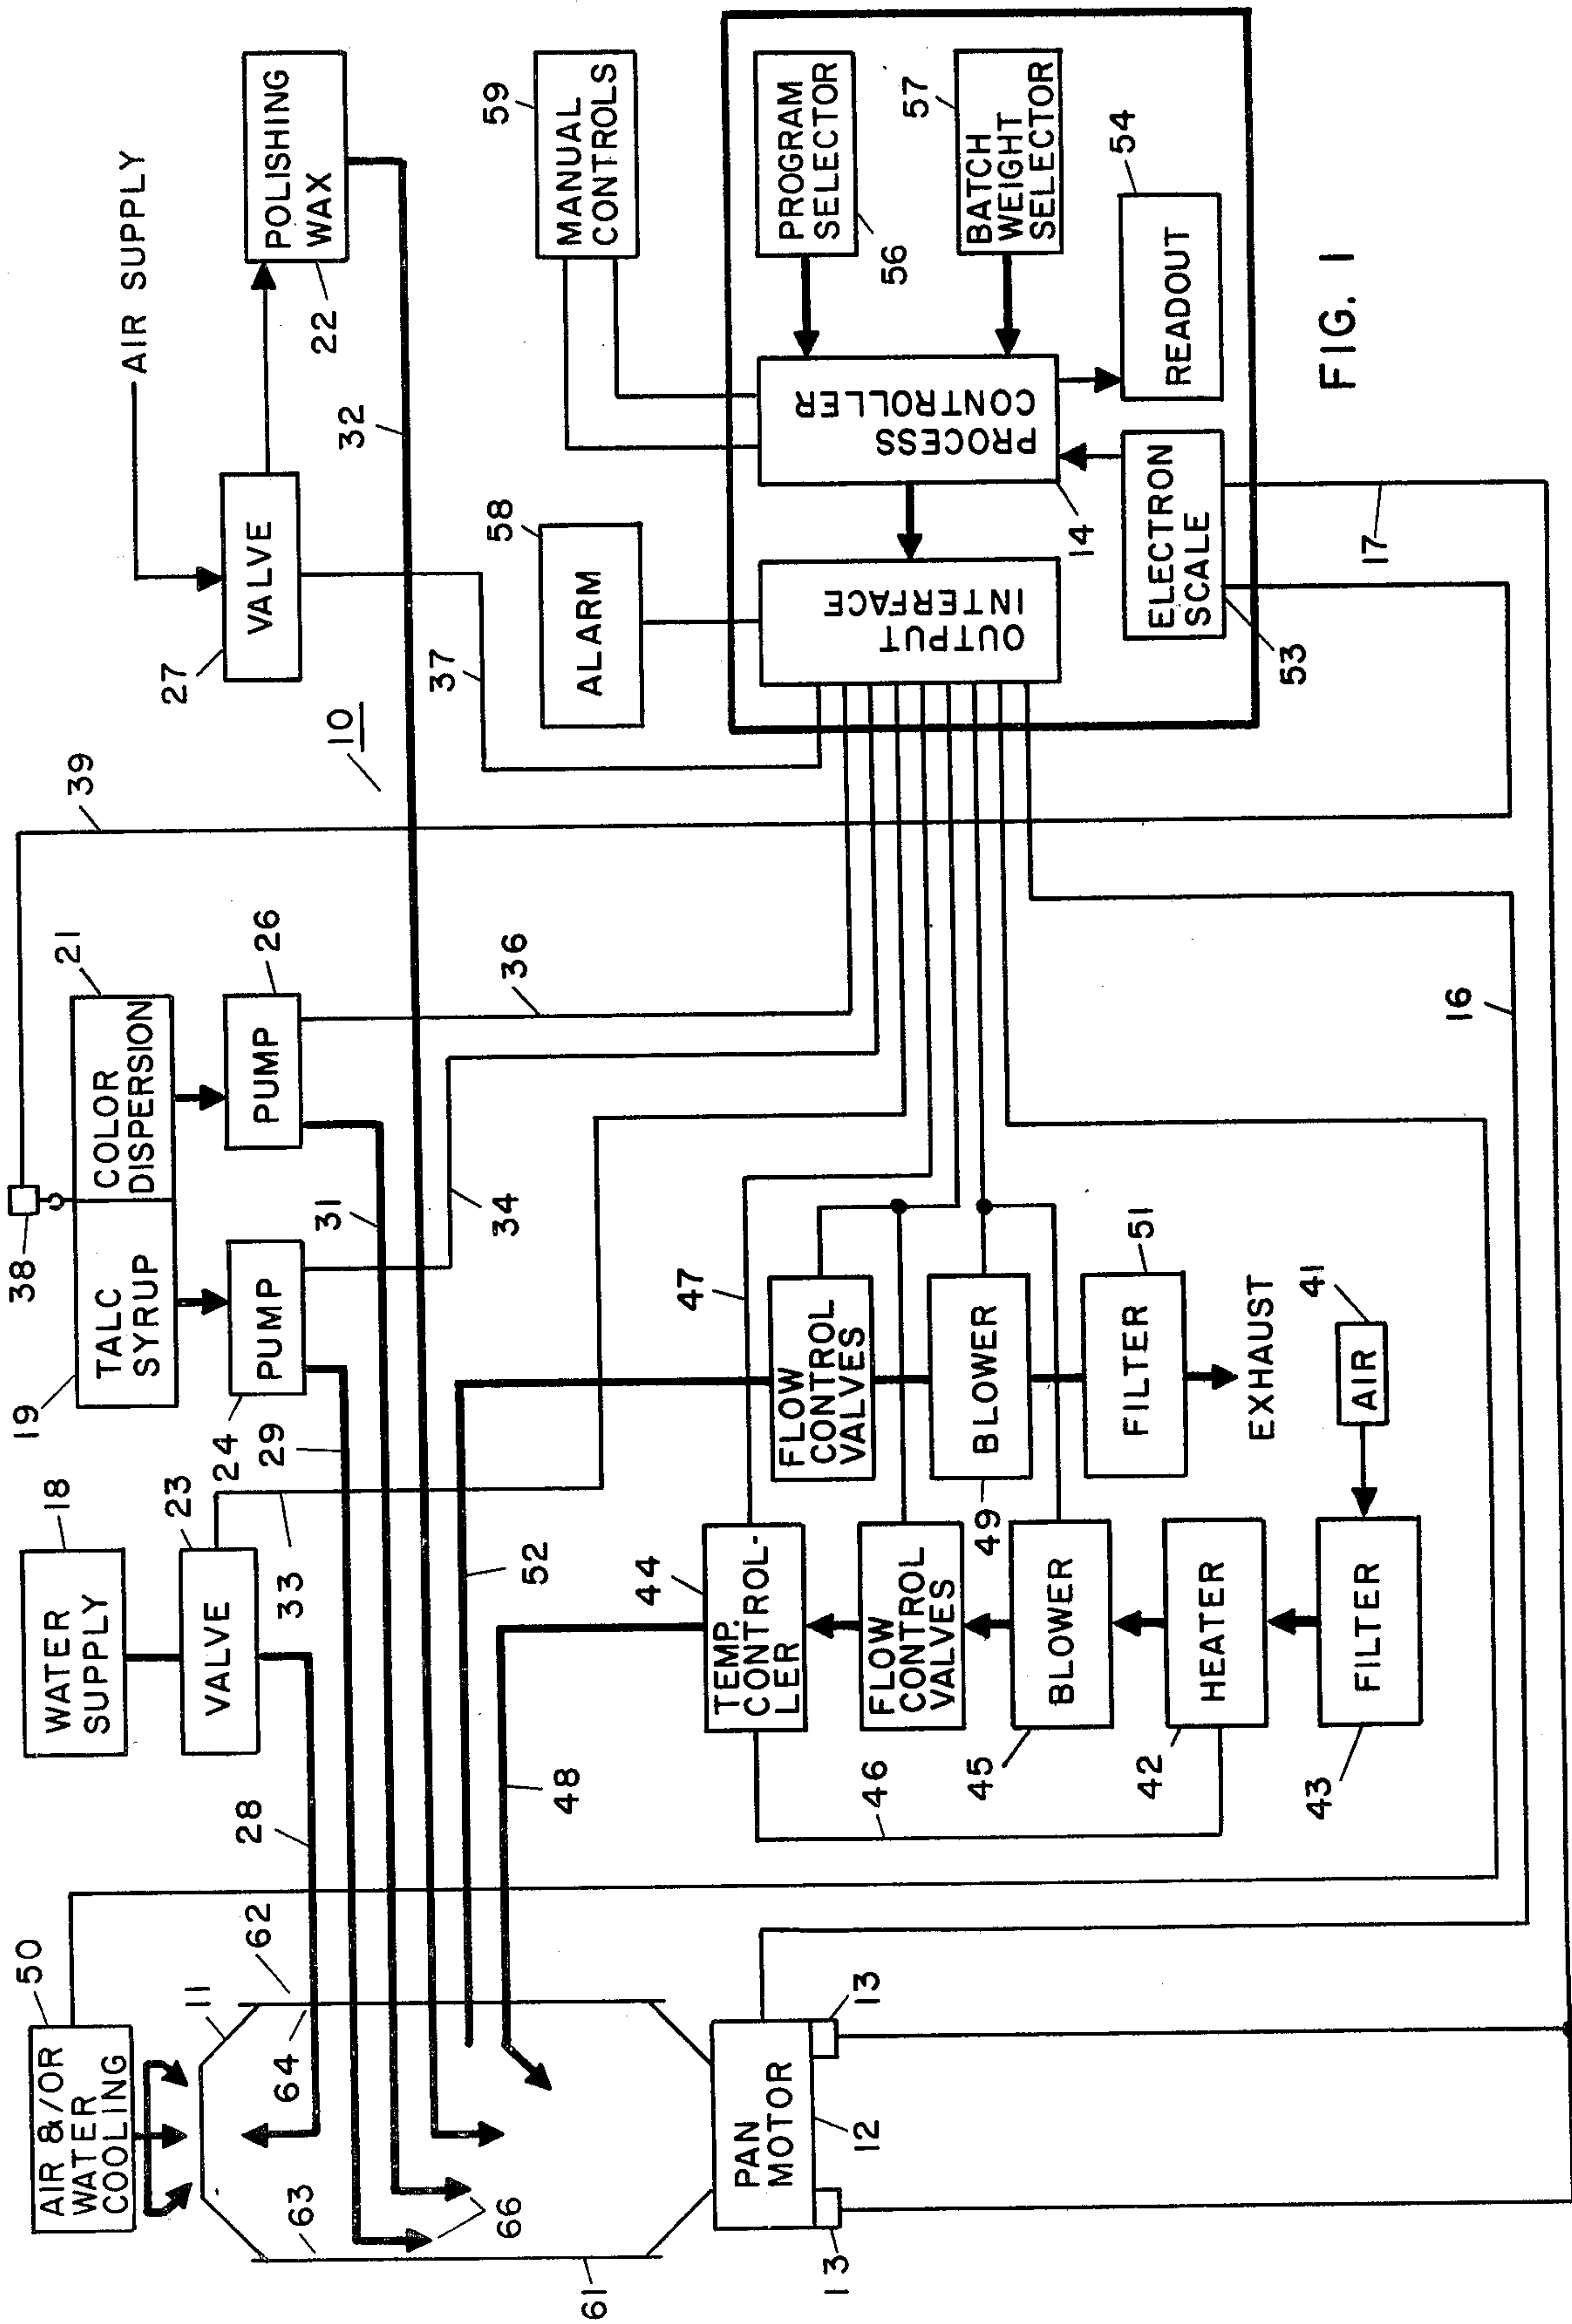 AIR &/OR
WATER
COOLING
50
11
62
64
63
66
61
PAN
MOTOR
12
13
13
WATER
SUPPLY
18
VALVE
23
33
28
TALC
SYRUP
19
COLOR
DISPERSION
21
38
39
PUMP
24
29
PUMP
26
31
34
36
AIR SUPPLY
VALVE
27
37
10
POLISHING
WAX
22
32
52
48
47
TEMP.
CONTROL-
LER
44
FLOW
CONTROL
VALVES
46
BLOWER
45
HEATER
42
FILTER
43
AIR
41
FLOW
CONTROL
VALVES
BLOWER
49
FILTER
51
EXHAUST
16
17
ALARM
58
MANUAL
CONTROLS
59
OUTPUT
INTERFACE
PROCESS
CONTROLLER
14
PROGRAM
SELECTOR
56
BATCH
WEIGHT
SELECTOR
57
ELECTRON
SCALE
53
READOUT
54
FIG. 1